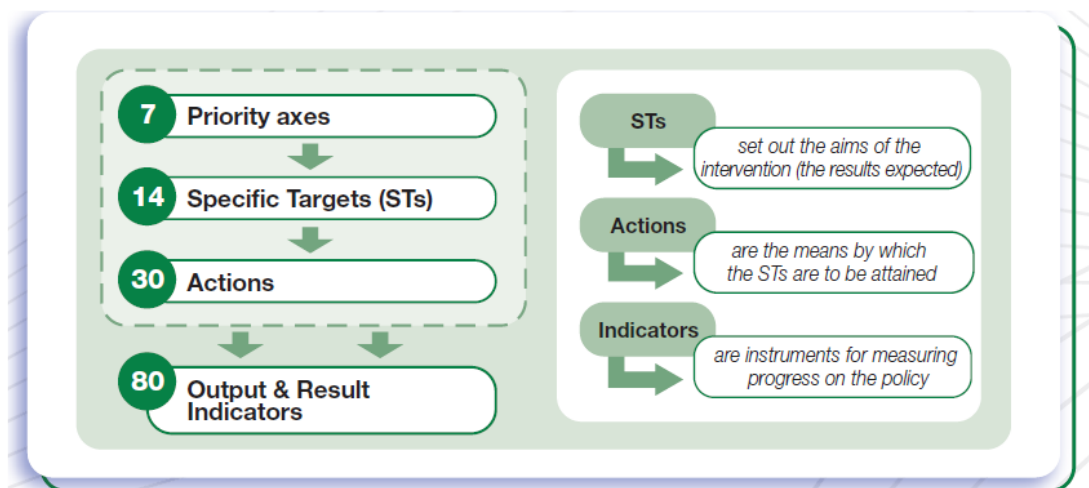 7
Priority axes
14
Specific Targets (STs)
30
Actions
80
Output & Result
Indicators
STs
set out the aims of the
intervention (the results expected)
Actions
are the means by which
the STs are to be attained
Indicators
are instruments for measuring
progress on the policy